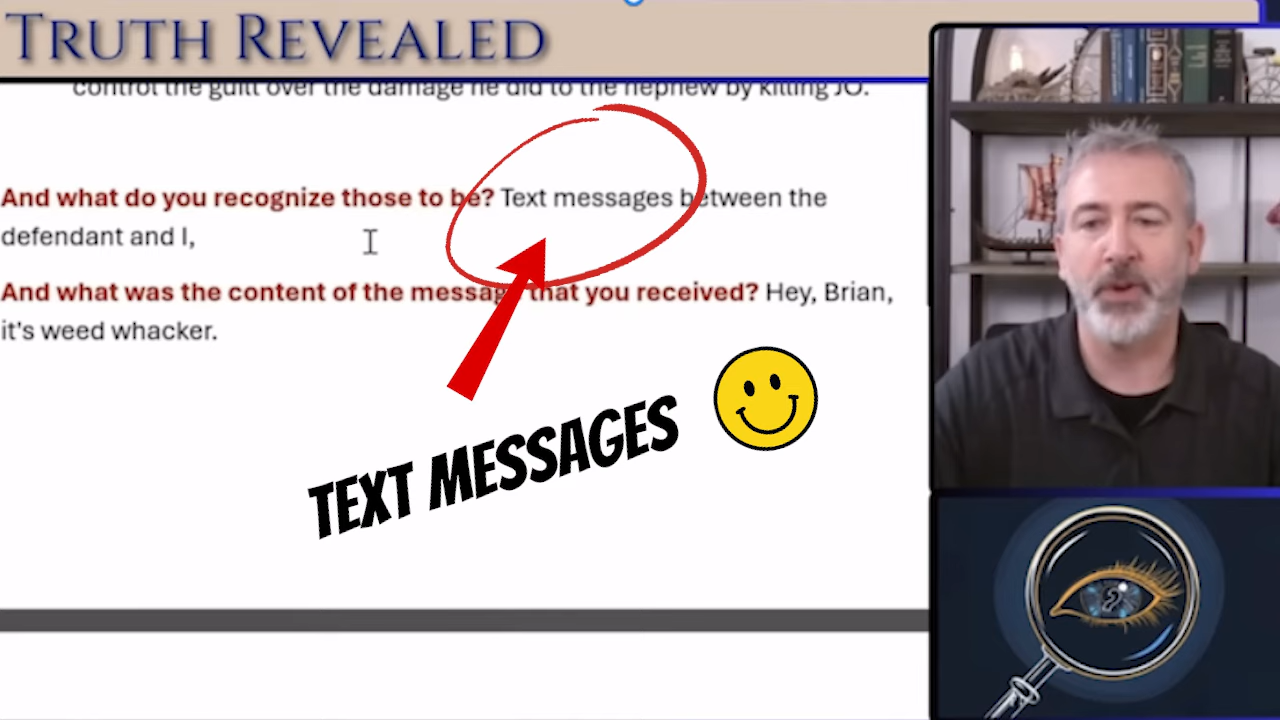 TRUTH REVEALED
control the guilt over the damage he did to the nephew by killing JO.
And what do you recognize those to be? Text messages between the
defendant and I,
And what was the content of the message that you received? Hey, Brian,
it's weed whacker.
TEXT MESSAGES